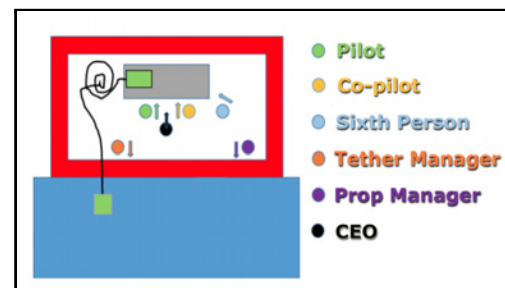 Pilot
Co-pilot
Sixth Person
Tether Manager
Prop Manager
CEO